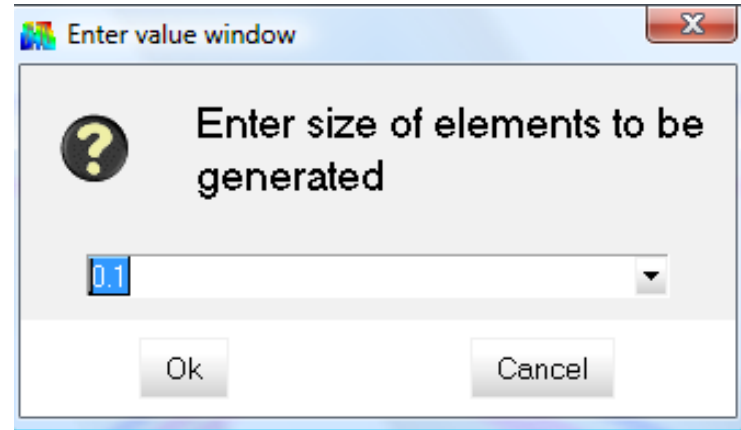 Enter value window
Enter size of elements to be
generated
0.1
Ok
Cancel